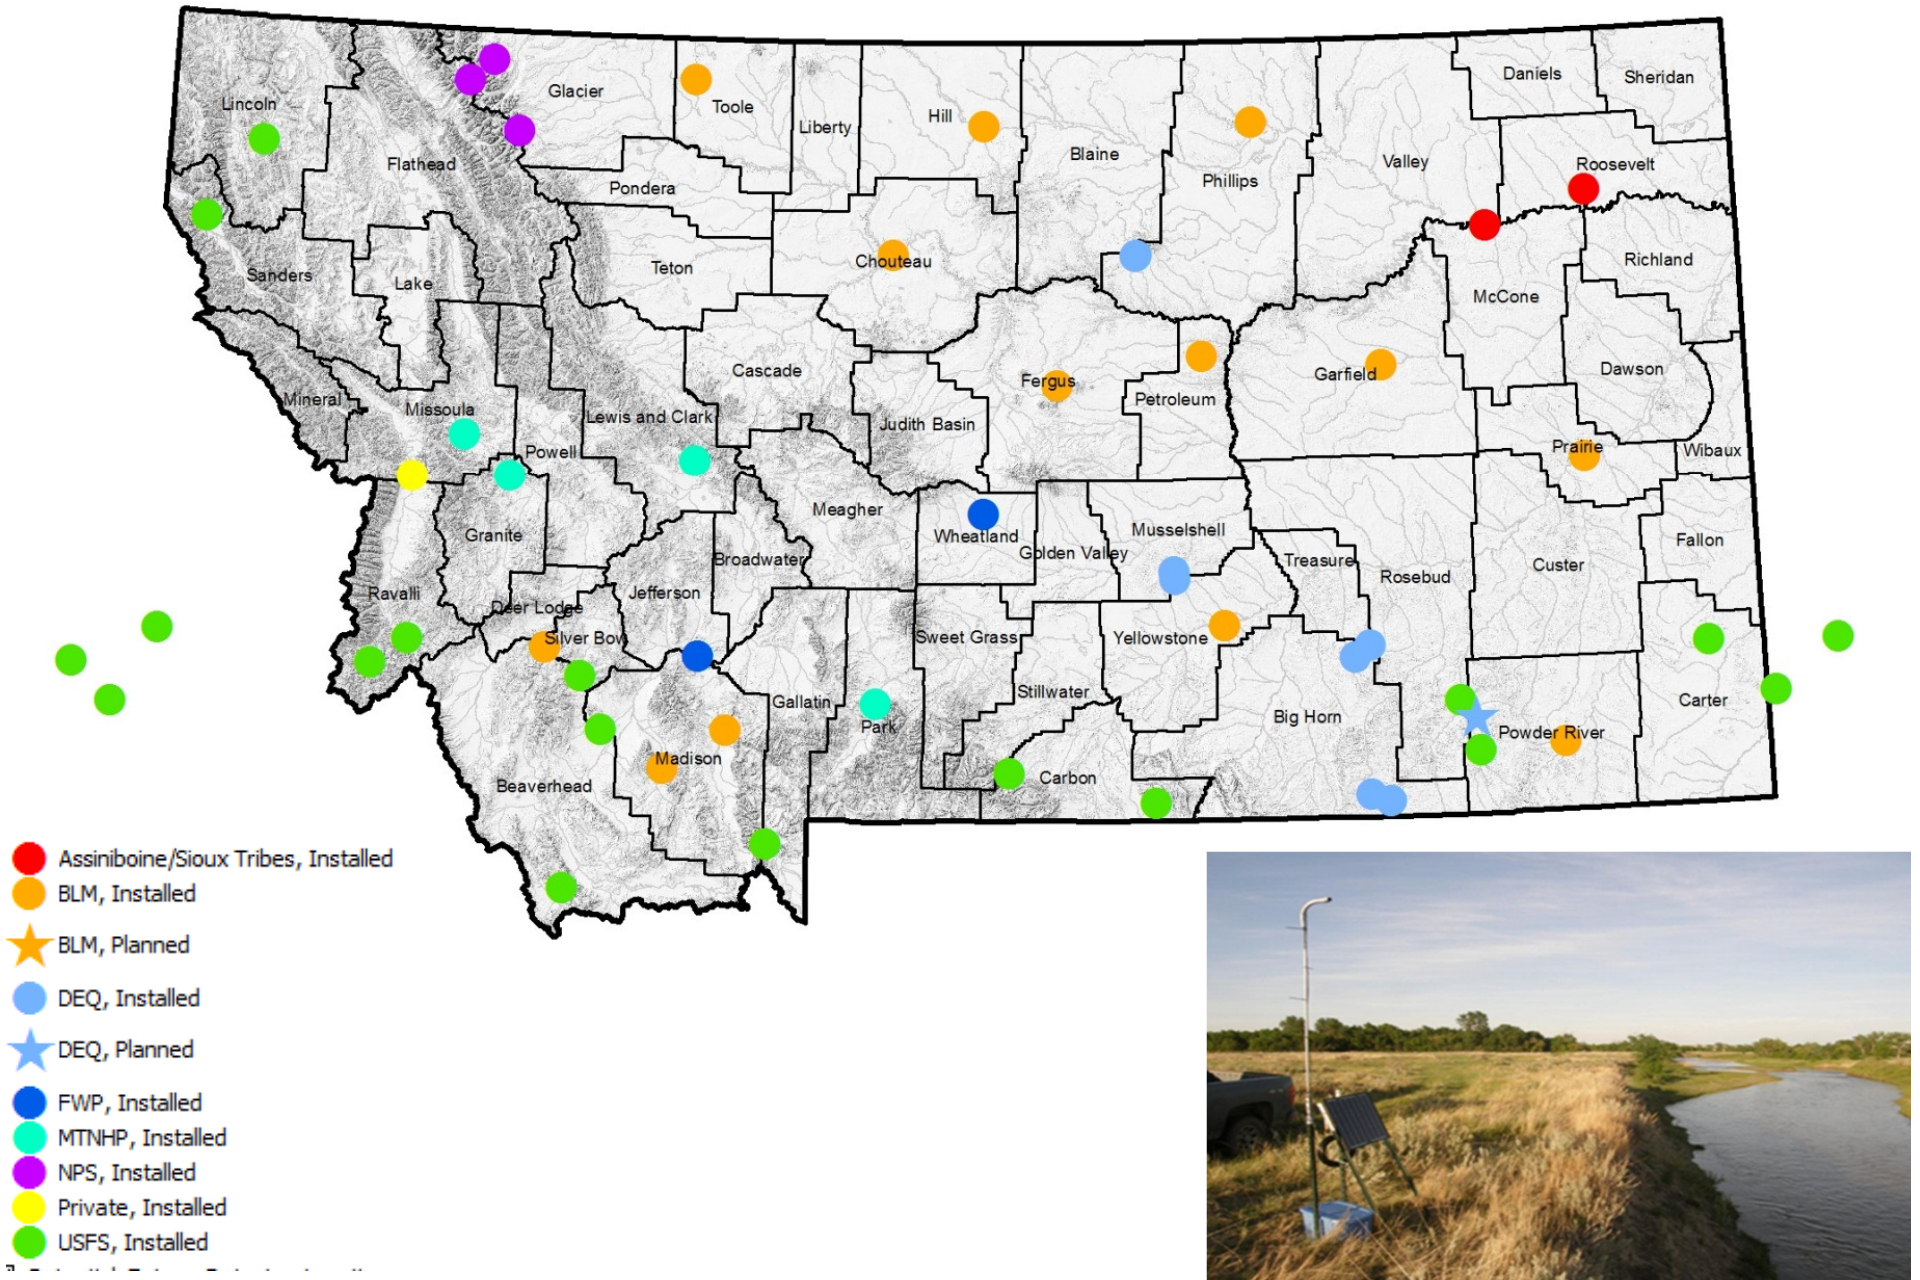 Lincoln
Flathead
Glacier
Toole
Liberty
Hill
Blaine
Phillips
Valley
Daniels
Sheridan
Roosevelt
Pondera
Sanders
Lake
Teton
Chouteau
McCone
Richland
Mineral
Missoula
Powell
Lewis and Clark
Cascade
Judith Basin
Fergus
Petroleum
Garfield
Dawson
Prairie
Wibaux
Granite
Meagher
Wheatland
Golden Valley
Musselshell
Treasure
Rosebud
Custer
Fallon
Ravalli
Deer Lodge
Silver Bow
Jefferson
Broadwater
Sweet Grass
Yellowstone
Stillwater
Gallatin
Park
Big Horn
Powder River
Carter
Beaverhead
Madison
Carbon
Assiniboine/Sioux Tribes, Installed
BLM, Installed
BLM, Planned
DEQ, Installed
DEQ, Planned
FWP, Installed
MTNHP, Installed
NPS, Installed
Private, Installed
USFS, Installed